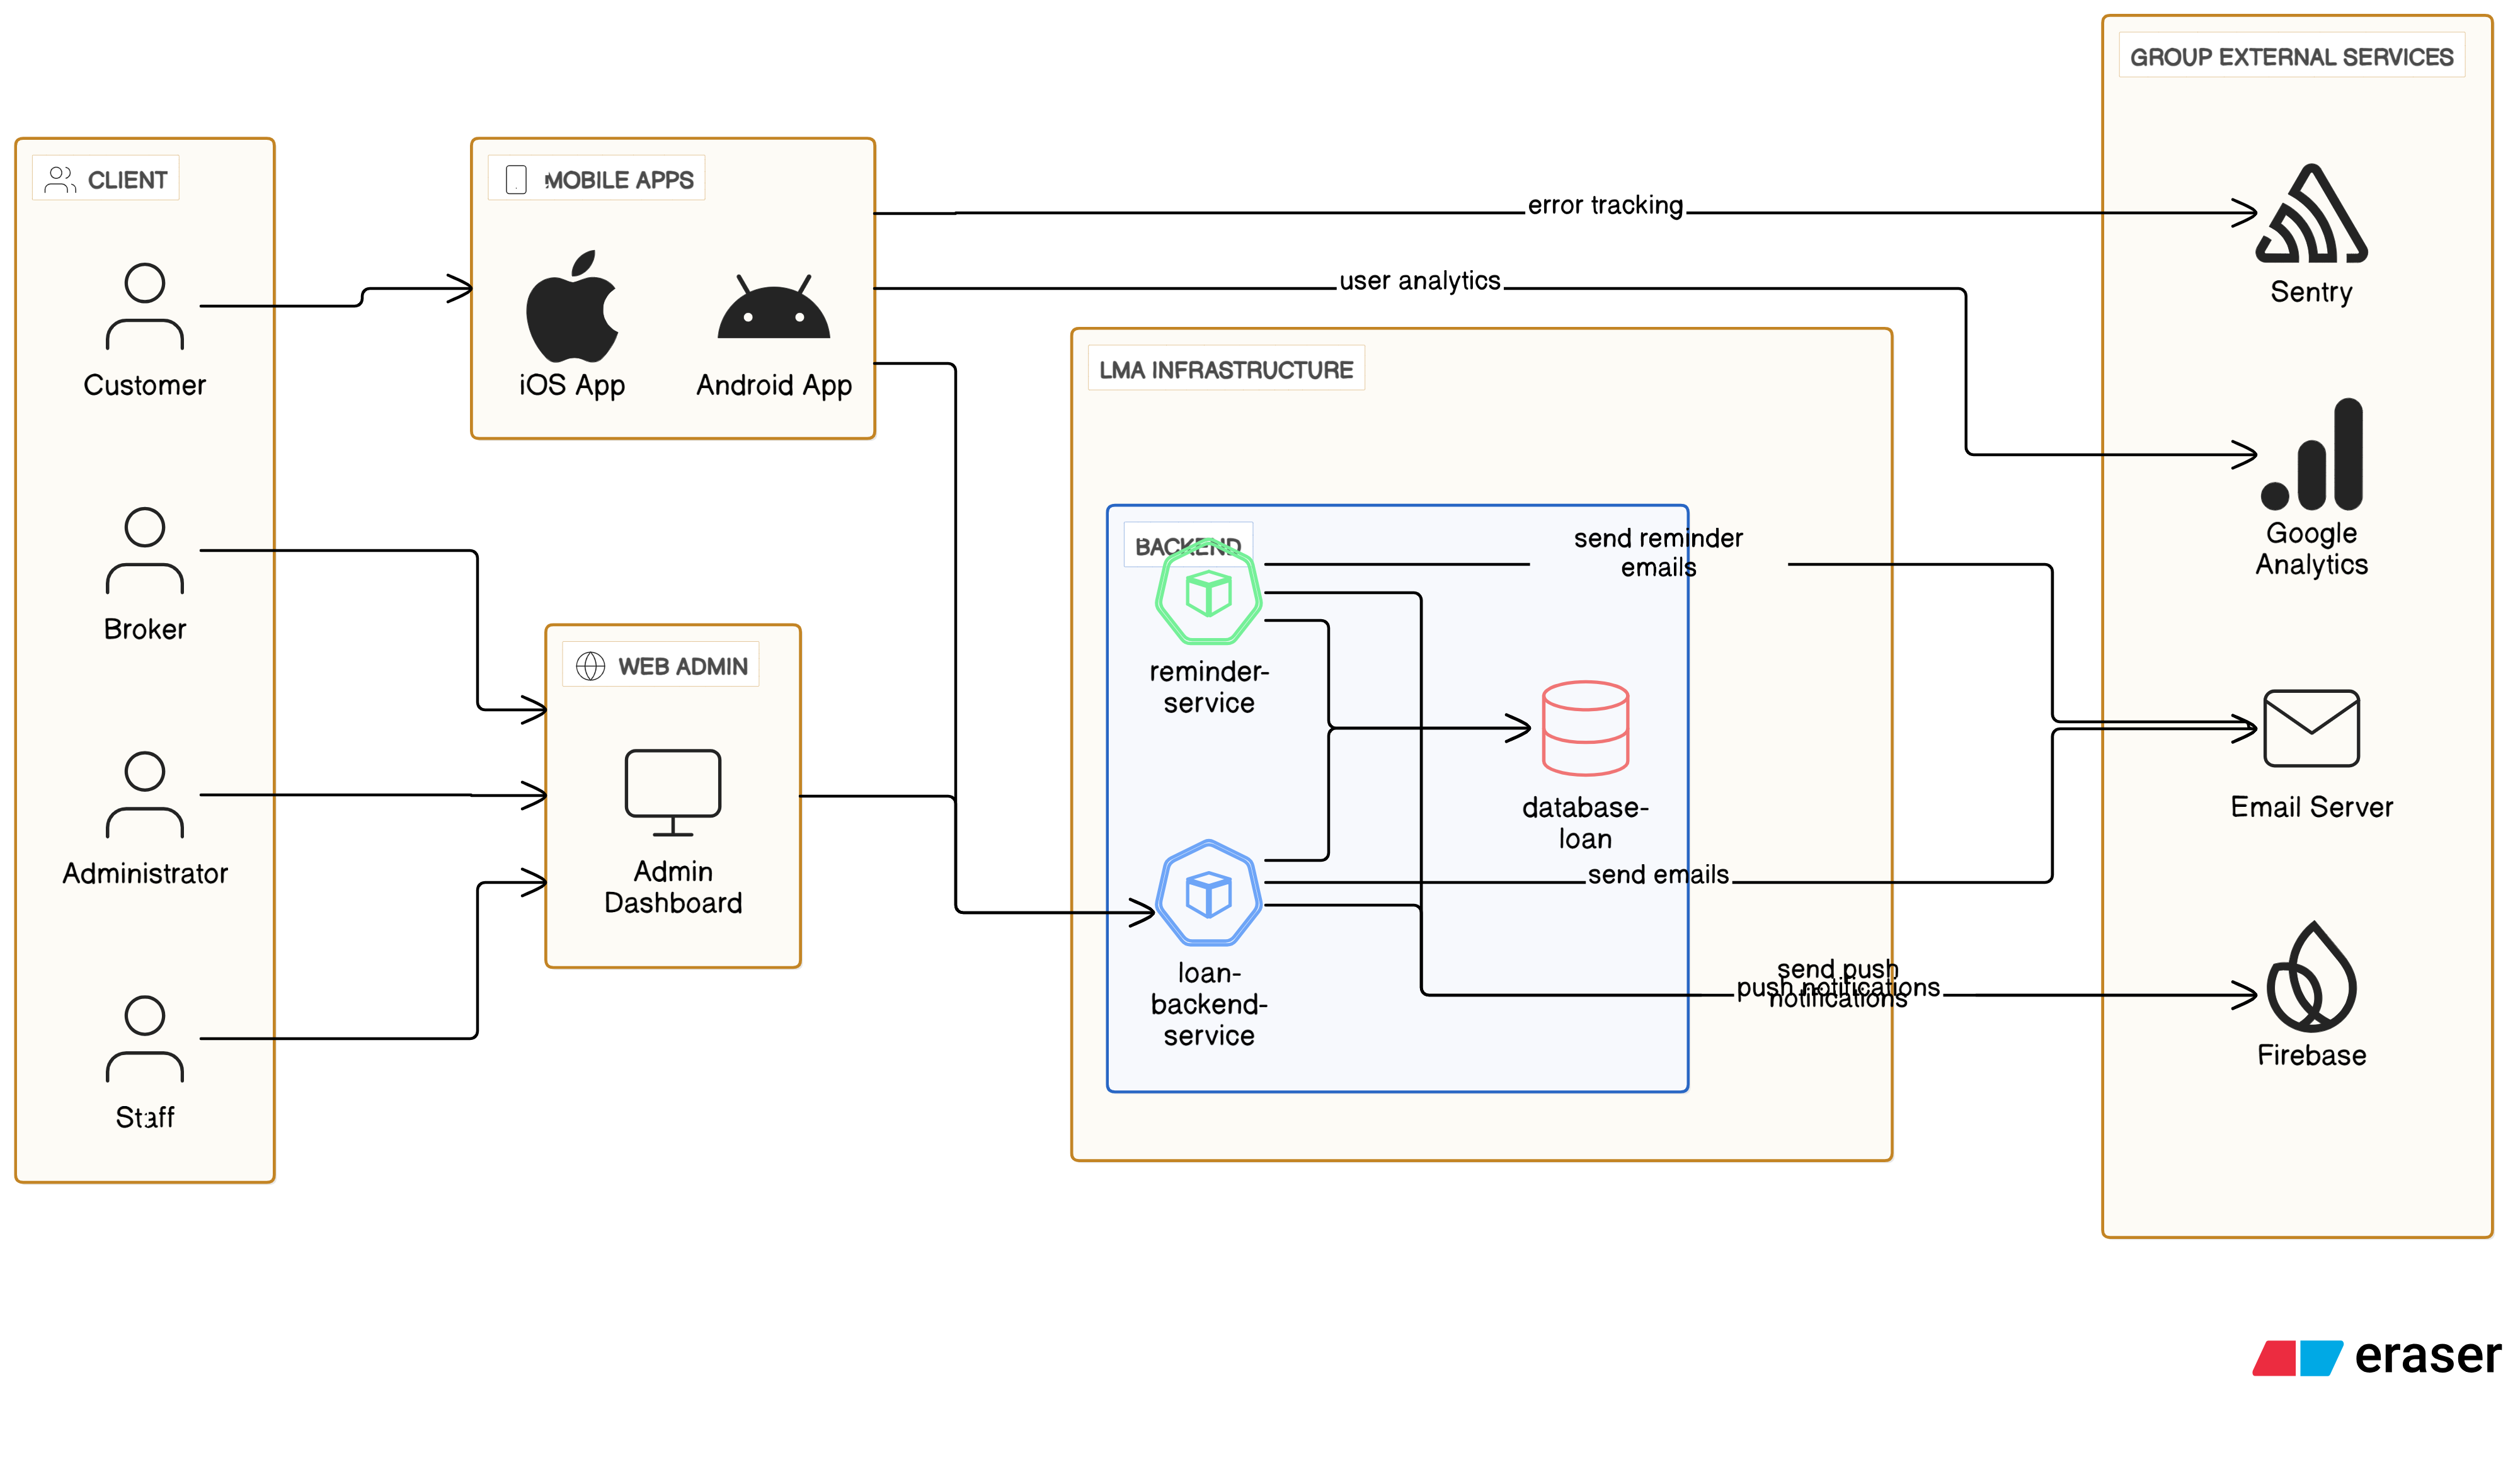 GROUP EXTERNAL SERVICES
CLIENT
MOBILE APPS
error tracking
user analytics
Sentry
Customer
iOS App
Android App
LMA INFRASTRUCTURE
BACKEND
send reminder
emails
Google
Analytics
Broker
WEB ADMIN
reminder-
service
database-
loan
Email Server
Administrator
Admin
Dashboard
send emails
loan-
backend-
service
send push
notifications
push notifications
Firebase
Staff
eraser